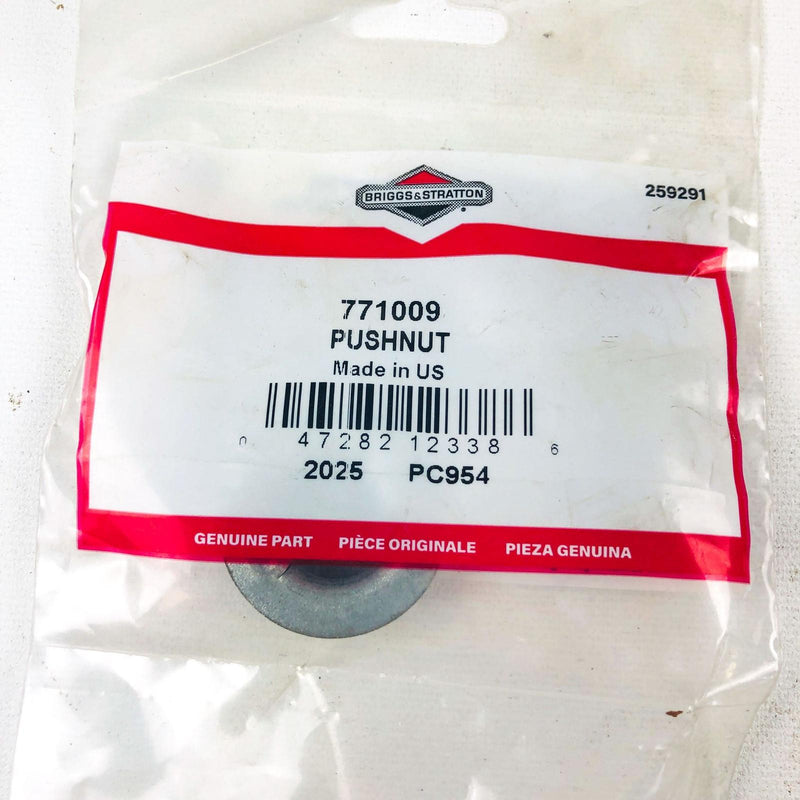 BRIGGS&STRATTON ®
259291
771009
PUSHNUT
Made in US
0 47282 12338 6
2025 PC954
GENUINE PART PIÈCE ORIGINALE PIEZA GENUINA